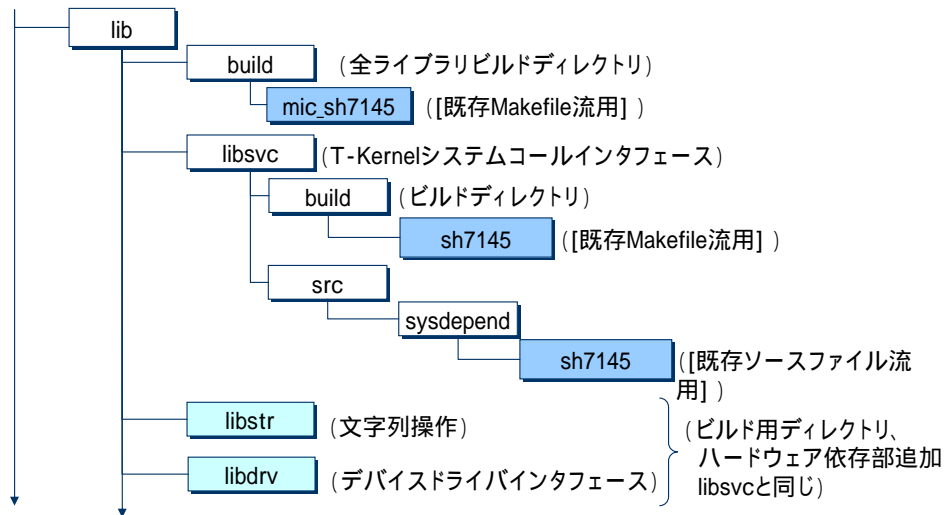 lib
build (全ライブラリビルドディレクトリ)
mic_sh7145 ([既存Makefile流用] )
libsvc (T-Kernelシステムコールインタフェース)
build (ビルドディレクトリ)
sh7145 ([既存Makefile流用] )
src
sysdepend
sh7145 ([既存ソースファイル流
用] )
libstr (文字列操作)
libdrv (デバイスドライバインタフェース)
(ビルド用ディレクトリ、
ハードウェア依存部追加
libsvcと同じ)